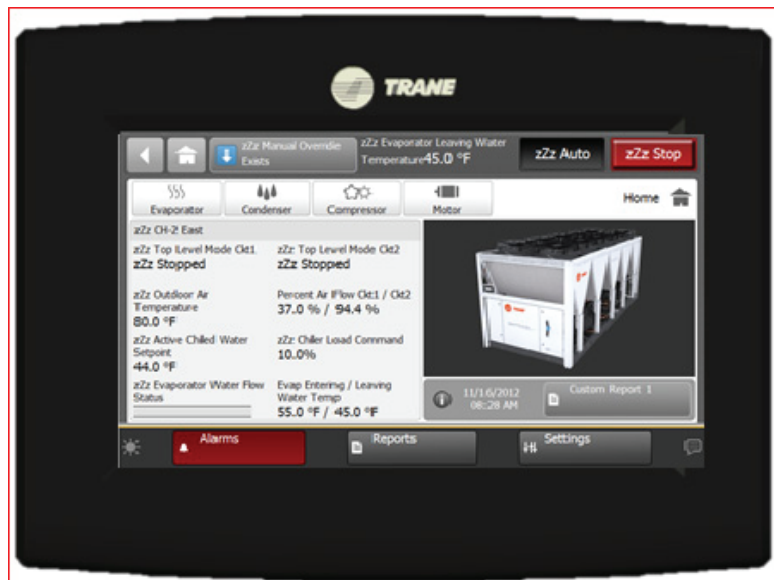 TRANE
zZz Manual Overridie
Exists
zZz Evaporator Leaving Water
Temperature45.0 °F
zZz Auto
zZz Stop
Evaporator
Condenser
Compressor
Motor
Home
zZz CH-2 East
zZz Top Level Mode Ckt1
zZz Top Level Mode Ckt2
zZz Stopped
zZz Stopped
zZz Outdoor Air
Temperature
80.0 °F
Percent Air Flow Ckt1 / Ckt2
37.0 % / 94.4 %
zZz Active Chilled Water
Setpoint
44.0 °F
zZz Chiller Load Command
10.0%
zZz Evaporator Water Flow
Status
Evap Entering / Leaving
Water Temp
55.0 °F / 45.0 °F
11/16/2012
08:28 AM
Custom Report 1
Alarms
Reports
Settings